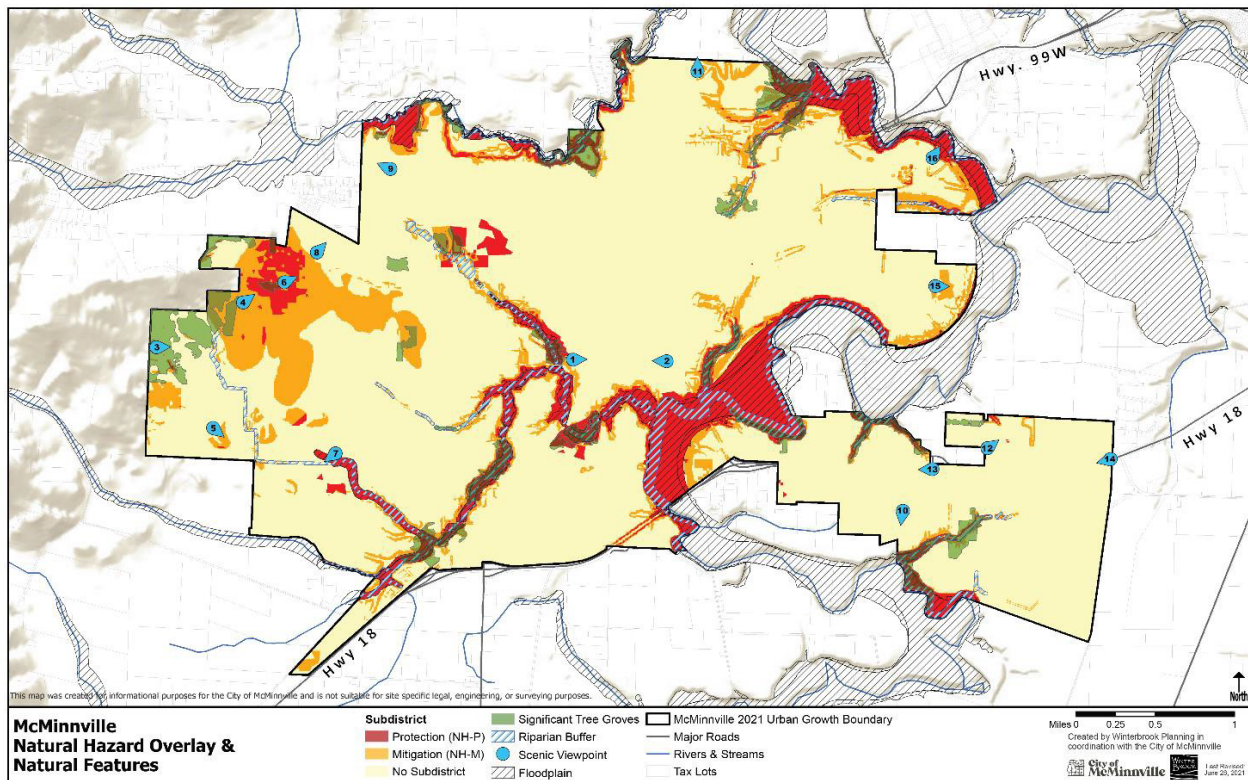 Hwy. 99W
11
16
9
8
6
4
15
3
1
2
5
7
12
14
13
10
Hwy 18
Hwy 18
North
This map was created for informational purposes for the City of McMinnville and is not suitable for site specific legal, engineering, or surveying purposes.
McMinnville
Natural Hazard Overlay &
Natural Features
Subdistrict
Protection (NH-P)
Mitigation (NH-M)
No Subdistrict
Significant Tree Groves
Riparian Buffer
Scenic Viewpoint
Floodplain
McMinnville 2021 Urban Growth Boundary
Major Roads
Rivers & Streams
Tax Lots
Miles 0 0.25 0.5 1
Created by Winterbrook Planning in
coordination with the City of McMinnville
City of
McMinnville
Last Revised:
June 28, 2021